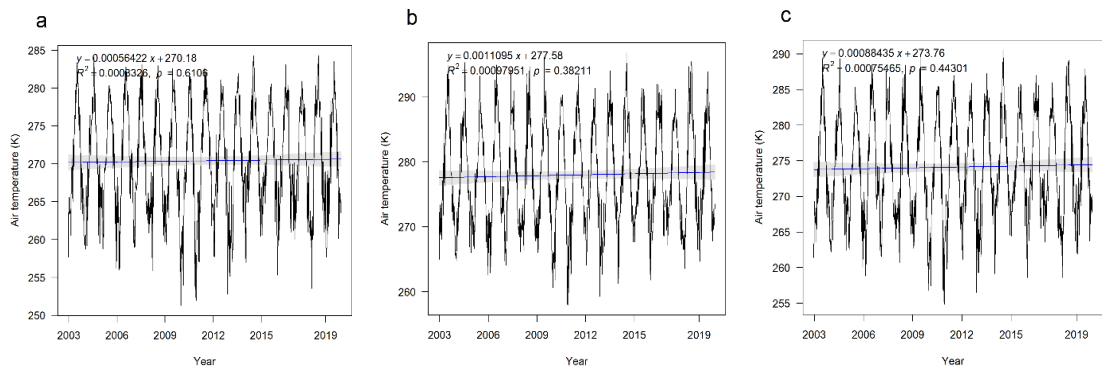 a
y = 0.00056422 x + 270.18
R² = 0.0003326, p = 0.6106
285
280
275
270
265
260
255
250
Air temperature (K)
2003 2006 2009 2012 2015 2019
Year
b
y = 0.0011095 x + 277.58
R² = 0.00097951, p = 0.38211
290
280
270
260
Air temperature (K)
2003 2006 2009 2012 2015 2019
Year
c
y = 0.00088435 x + 273.76
R² = 0.00075465, p = 0.44301
290
285
280
275
270
265
260
255
Air temperature (K)
2003 2006 2009 2012 2015 2019
Year